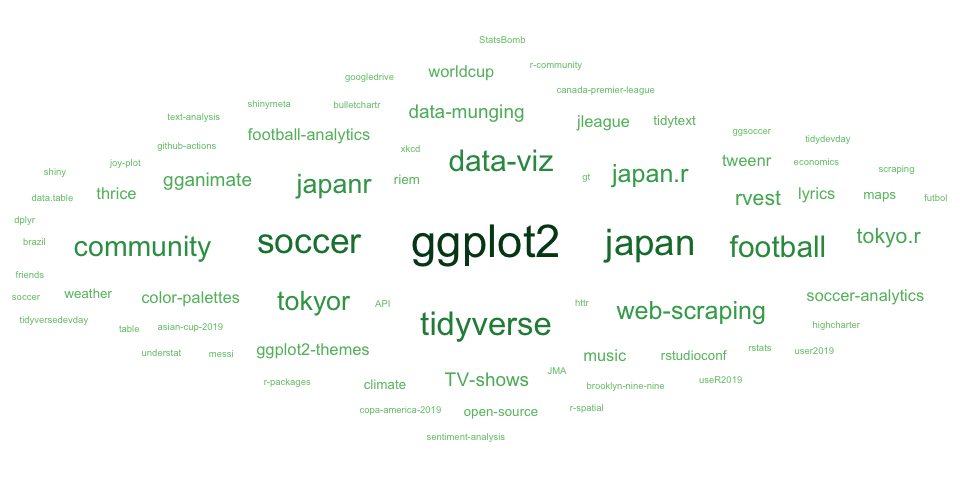 StatsBomb
r-community
worldcup
googledrive
canada-premier-league
shinymeta
bulletchartr
data-munging
text-analysis
jleague
tidytext
football-analytics
ggsoccer
tidydevday
github-actions
xkcd
data-viz
joy-plot
tweenr
economics
shiny
gganimate
japanr
riem
gt
japan.r
scraping
data.table
thrice
rvest
lyrics
maps
futbol
dplyr
brazil
community
soccer
ggplot2
japan
football
tokyo.r
friends
soccer
weather
color-palettes
tokyor
API
httr
web-scraping
soccer-analytics
tidyversedevday
table
asian-cup-2019
tidyverse
highcharter
understat
messi
ggplot2-themes
music
rstudioconf
rstats
user2019
r-packages
climate
TV-shows
JMA
brooklyn-nine-nine
useR2019
copa-america-2019
open-source
r-spatial
sentiment-analysis